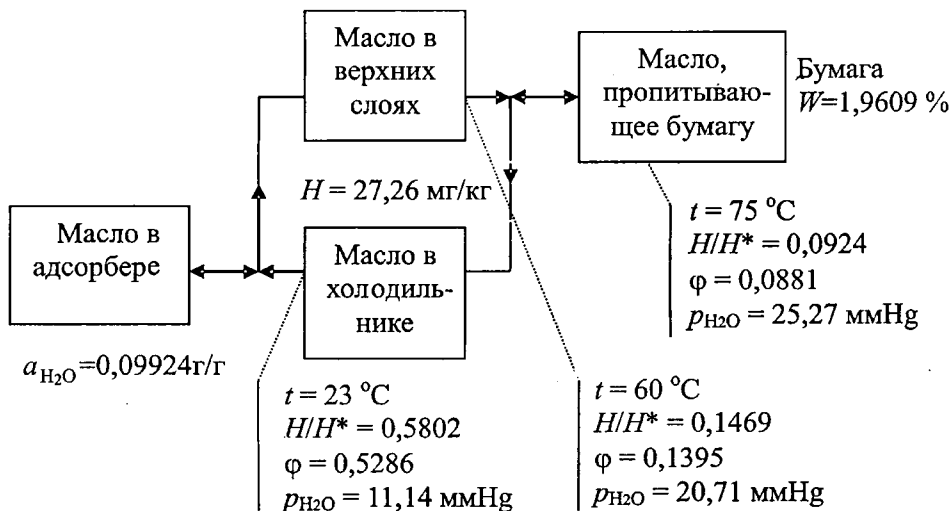 Масло в
верхних
слоях
Масло,
пропитываю-
щее бумагу
Бумага
W=1,9609 %
H = 27,26 мг/кг
Масло в
адсорбере
Масло в
холодиль-
нике
t = 75 °C
H/H* = 0,0924
φ = 0,0881
pH2O = 25,27 ммHg
aH2O=0,09924г/г
t = 23 °C
H/H* = 0,5802
φ = 0,5286
pH2O = 11,14 ммHg
t = 60 °C
H/H* = 0,1469
φ = 0,1395
pH2O = 20,71 ммHg